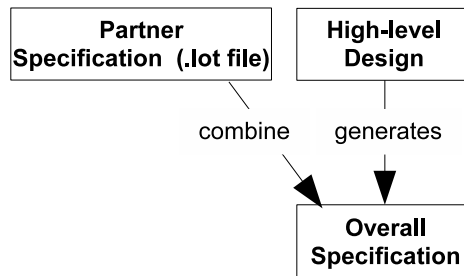 Partner
Specification (.lot file)
High-level
Design
combine
generates
Overall
Specification